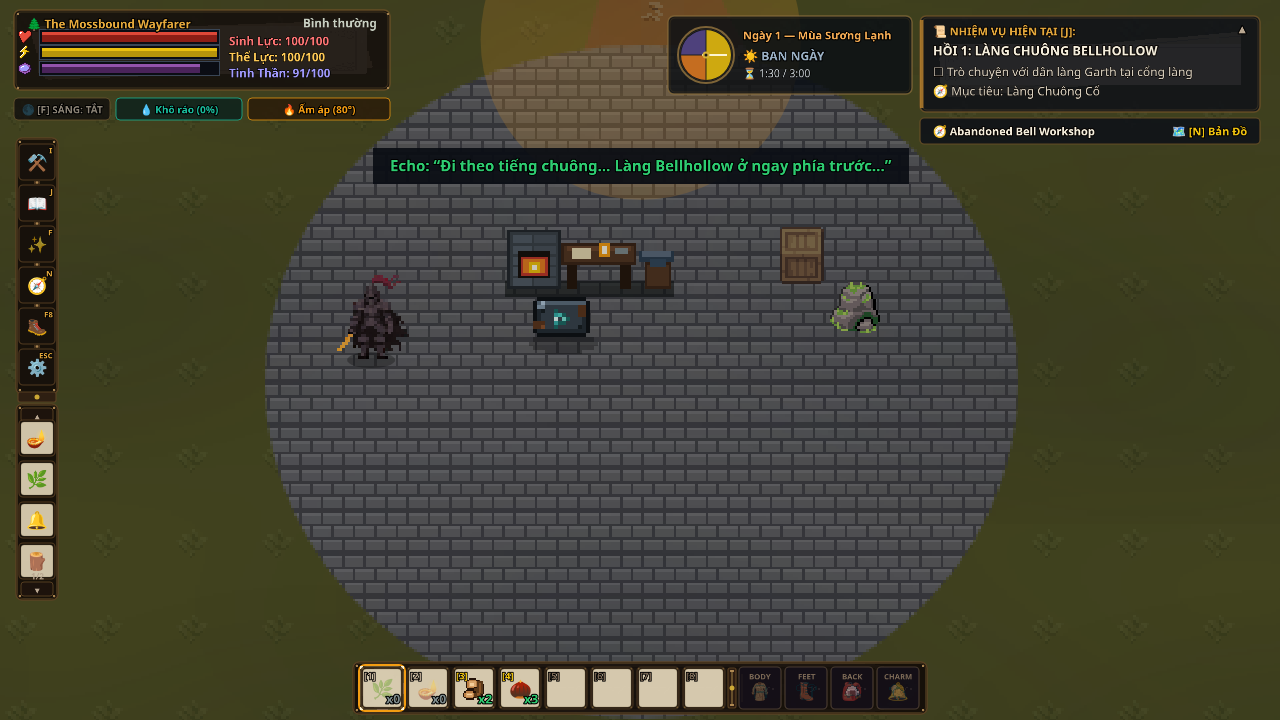 The Mossbound Wayfarer
Bình thường
Sinh Lực: 100/100
Thể Lực: 100/100
Tinh Thần: 91/100
[F] SÁNG: TẮT
Khô ráo (0%)
Ấm áp (80°)
Ngày 1 — Mùa Sương Lạnh
BAN NGÀY
1:30 / 3:00
NHIỆM VỤ HIỆN TẠI [J]:
HỒI 1: LÀNG CHUÔNG BELLHOLLOW
Trò chuyện với dân làng Garth tại cổng làng
Mục tiêu: Làng Chuông Cổ
Abandoned Bell Workshop
[N] Bản Đồ
Echo: “Đi theo tiếng chuông... Làng Bellhollow ở ngay phía trước...”
I
J
F
N
F8
ESC
[1]
x0
[2]
x0
[3]
x2
[4]
x3
[5]
[6]
[7]
[8]
BODY
FEET
BACK
CHARM